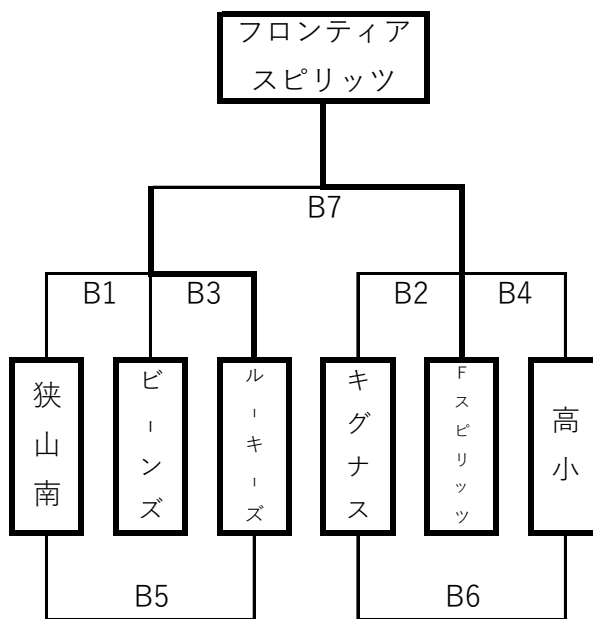 フロンティア
スピリッツ
B7
B1
B3
B2
B4
狭山南
ビーンズ
ルーキーズ
キグナス
Fスピリッツ
高小
B5
B6